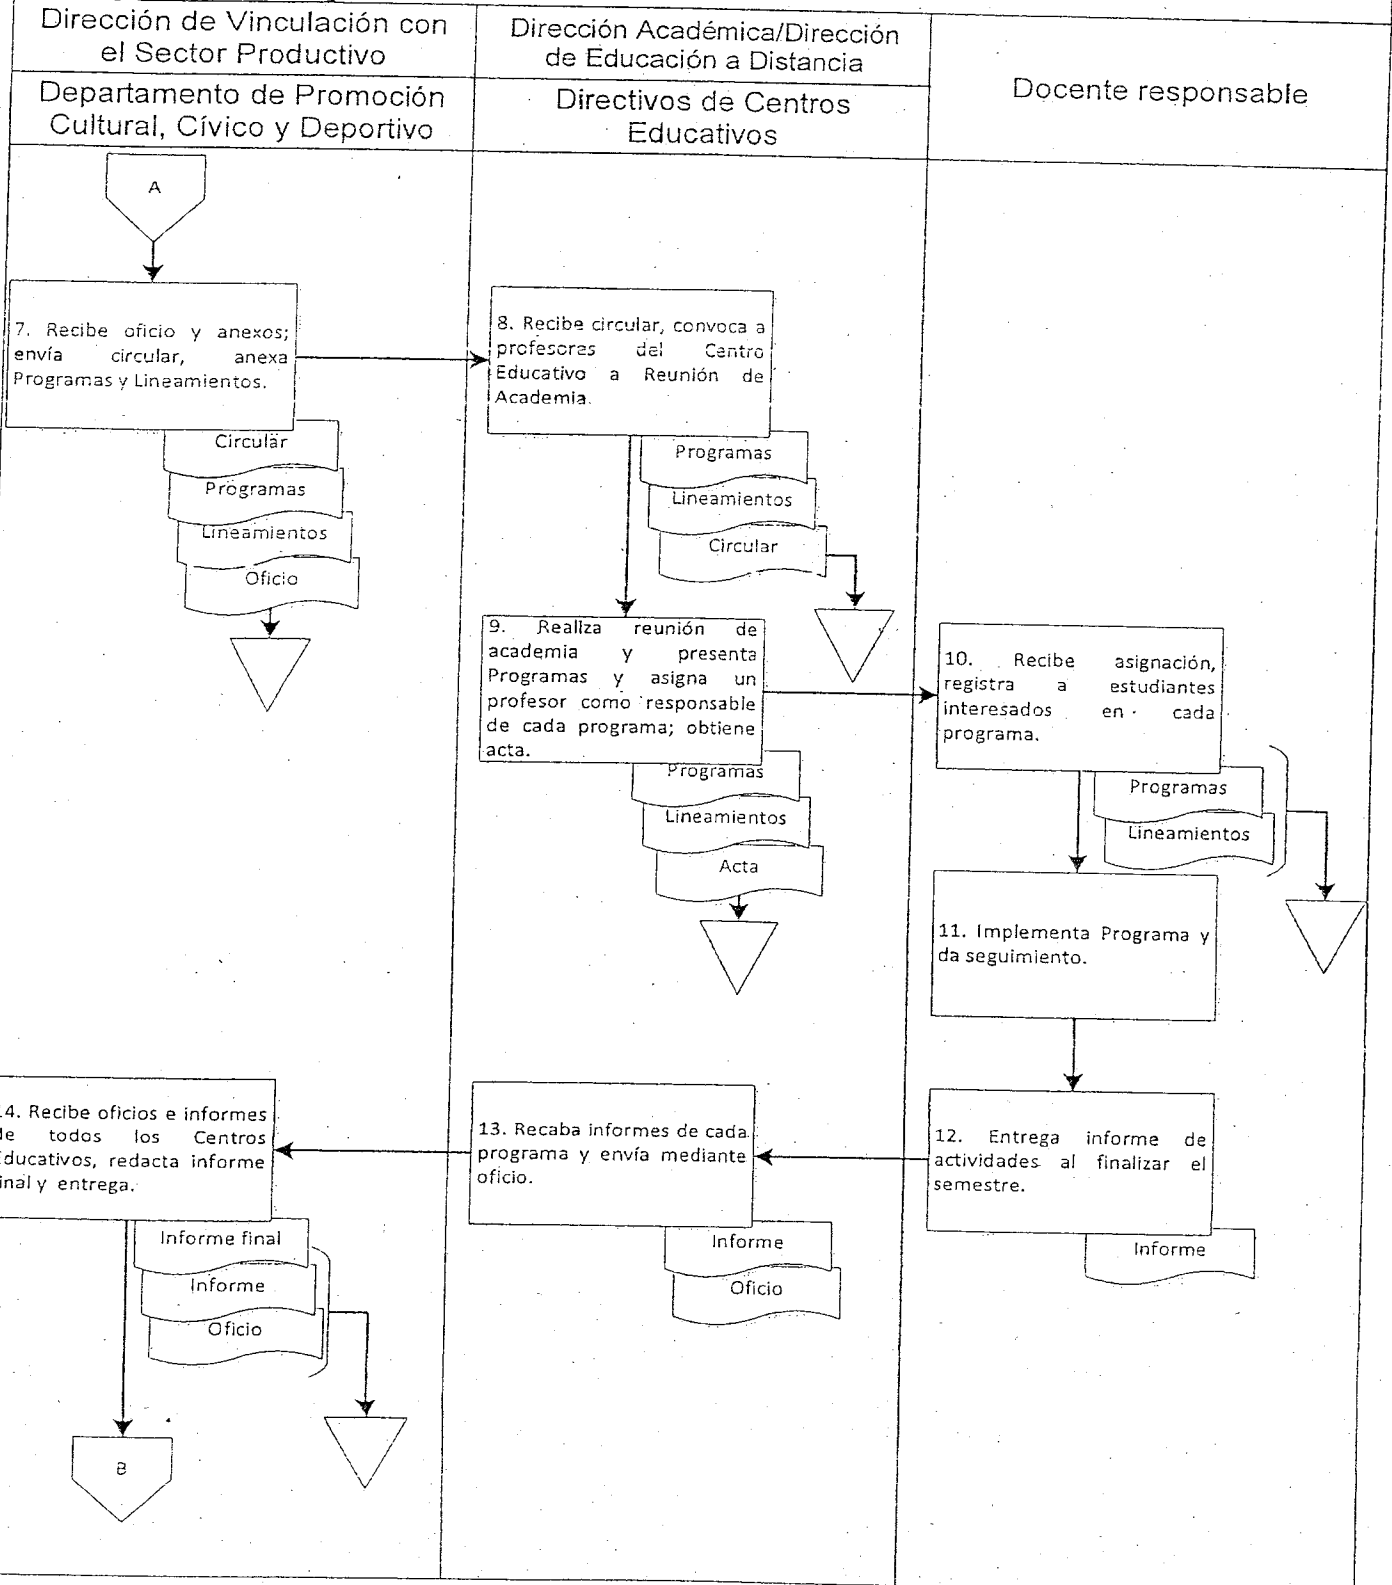 Dirección de Vinculación con
el Sector Productivo
Dirección Académica/Dirección
de Educación a Distancia
Docente responsable
Departamento de Promoción
Cultural, Cívico y Deportivo
Directivos de Centros
Educativos
A
7. Recibe oficio y anexos;
envía circular, anexa
Programas y Lineamientos.
Circular
Programas
Lineamientos
Oficio
8. Recibe circular, convoca a
profesores del Centro
Educativo a Reunión de
Academia.
Programas
Lineamientos
Circular
9. Realiza reunión de
academia y presenta
Programas y asigna un
profesor como responsable
de cada programa; obtiene
acta.
Programas
Lineamientos
Acta
10. Recibe asignación,
registra a estudiantes
interesados en cada
programa.
Programas
Lineamientos
11. Implementa Programa y
da seguimiento.
12. Entrega informe de
actividades al finalizar el
semestre.
Informe
13. Recaba informes de cada
programa y envía mediante
oficio.
Informe
Oficio
14. Recibe oficios e informes
de todos los Centros
Educativos, redacta informe
final y entrega.
Informe final
Informe
Oficio
B